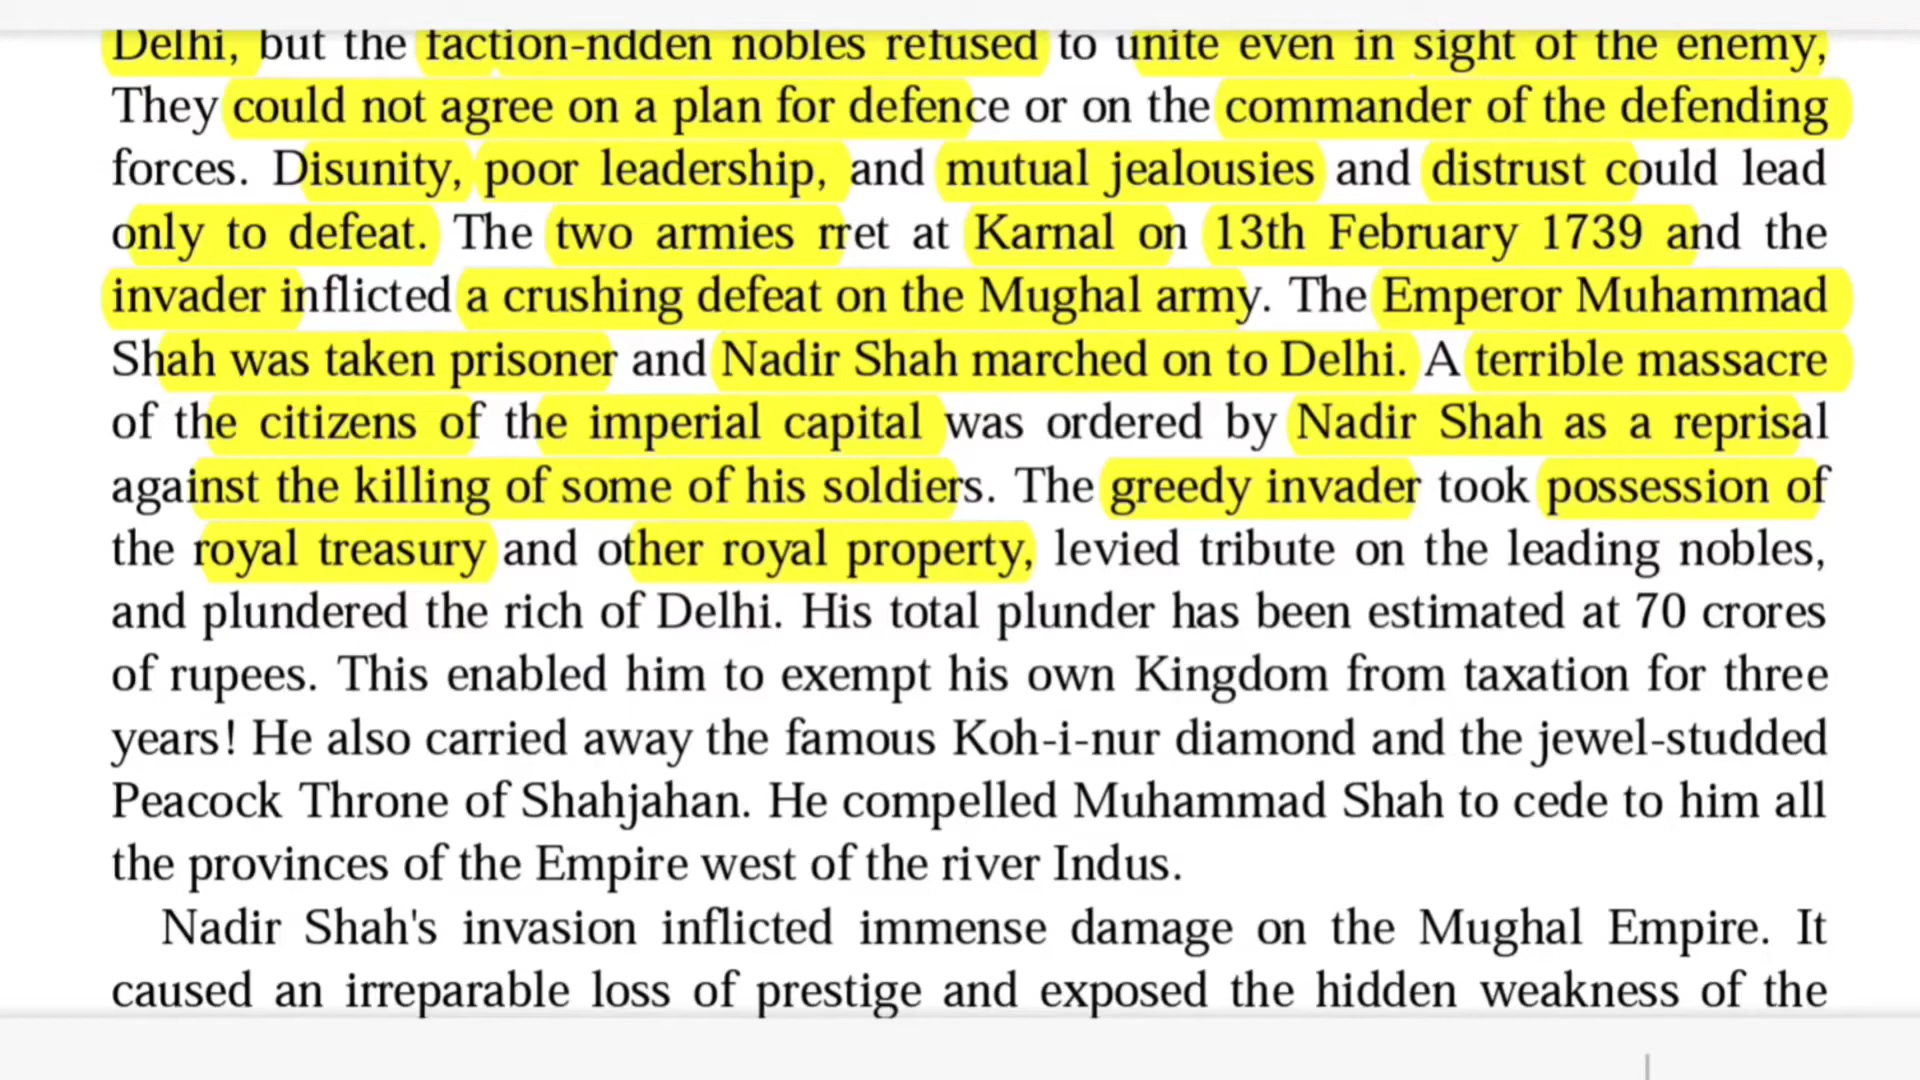 Delhi, but the faction-ndden nobles refused to unite even in sight of the enemy,
They could not agree on a plan for defence or on the commander of the defending
forces. Disunity, poor leadership, and mutual jealousies and distrust could lead
only to defeat. The two armies rret at Karnal on 13th February 1739 and the
invader inflicted a crushing defeat on the Mughal army. The Emperor Muhammad
Shah was taken prisoner and Nadir Shah marched on to Delhi. A terrible massacre
of the citizens of the imperial capital was ordered by Nadir Shah as a reprisal
against the killing of some of his soldiers. The greedy invader took possession of
the royal treasury and other royal property, levied tribute on the leading nobles,
and plundered the rich of Delhi. His total plunder has been estimated at 70 crores
of rupees. This enabled him to exempt his own Kingdom from taxation for three
years! He also carried away the famous Koh-i-nur diamond and the jewel-studded
Peacock Throne of Shahjahan. He compelled Muhammad Shah to cede to him all
the provinces of the Empire west of the river Indus.
Nadir Shah's invasion inflicted immense damage on the Mughal Empire. It
caused an irreparable loss of prestige and exposed the hidden weakness of the